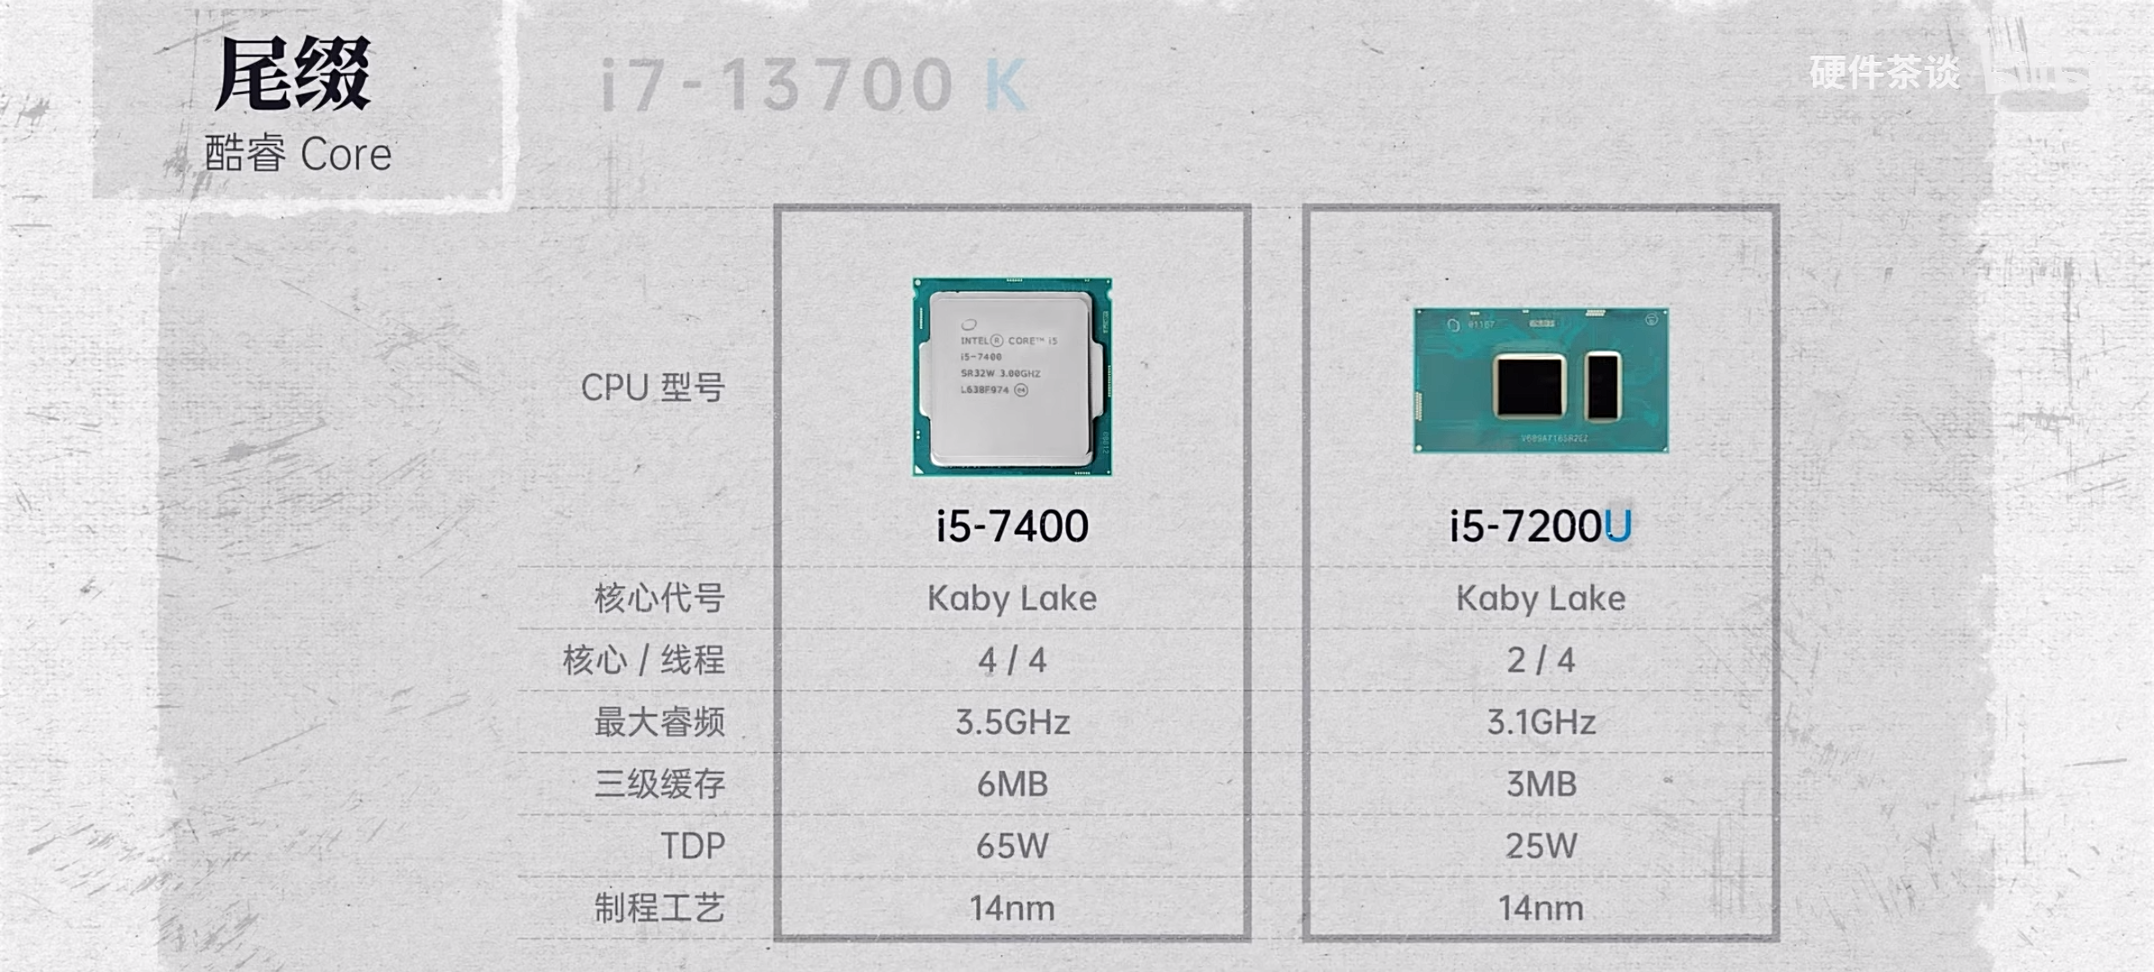 尾缀
酷睿 Core
i7-13700 K
硬件茶谈
CPU 型号
INTEL® CORE™ i5
i5-7400
SR32W 3.00GHZ
L638F974 e4
i5-7400
i5-7200U
核心代号 Kaby Lake Kaby Lake
核心 / 线程 4 / 4 2 / 4
最大睿频 3.5GHz 3.1GHz
三级缓存 6MB 3MB
TDP 65W 25W
制程工艺 14nm 14nm